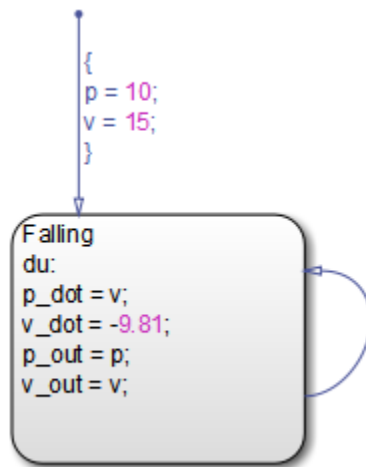 {
p = 10;
v = 15;
}
Falling
du:
p_dot = v;
v_dot = -9.81;
p_out = p;
v_out = v;